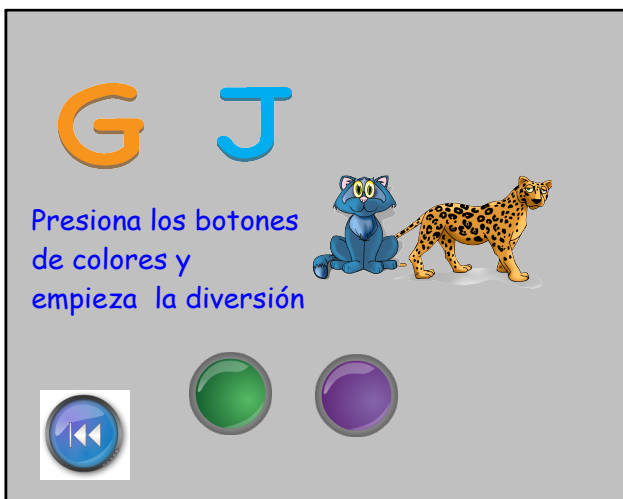 G J
Presiona los botones
de colores y
empieza  la diversión